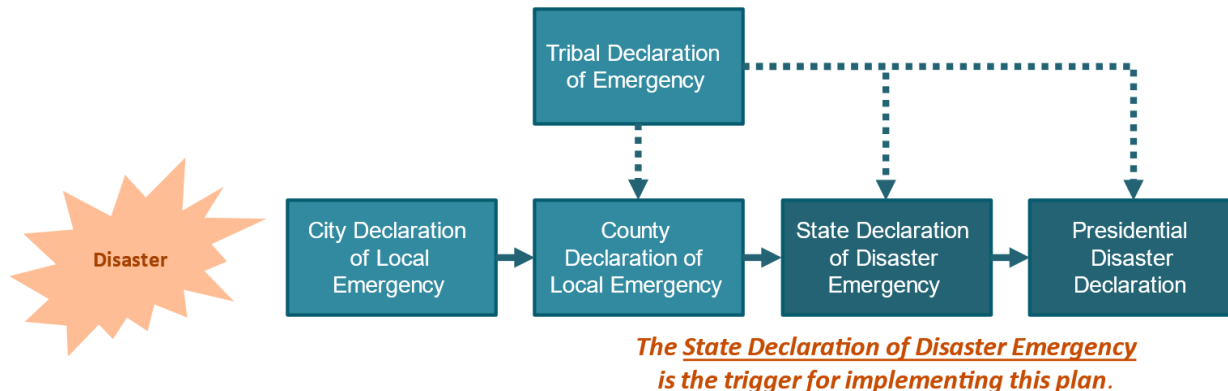 Tribal Declaration
of Emergency
Disaster
City Declaration
of Local
Emergency
County
Declaration of
Local Emergency
State Declaration
of Disaster
Emergency
Presidential
Disaster
Declaration
The State Declaration of Disaster Emergency
is the trigger for implementing this plan.